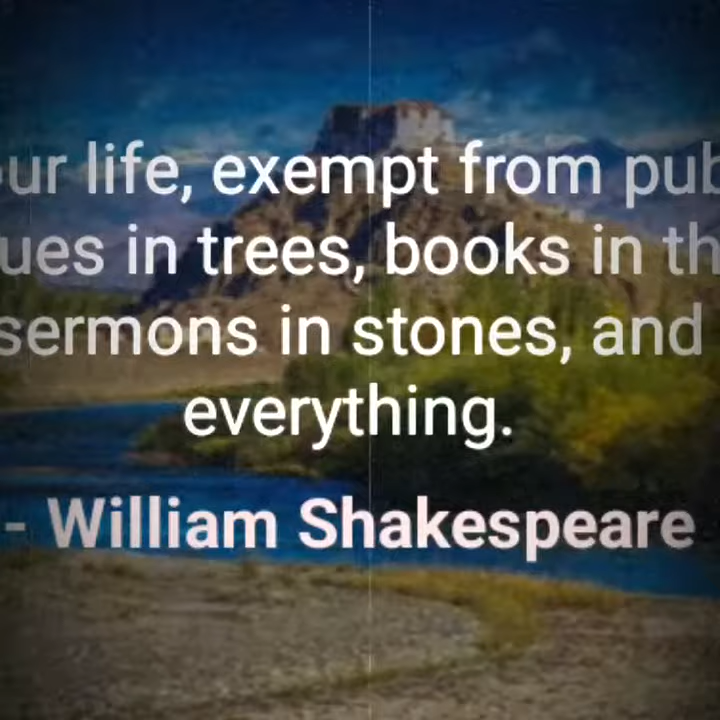 ur life, exempt from pub
ues in trees, books in th
sermons in stones, and
everything.
- William Shakespeare